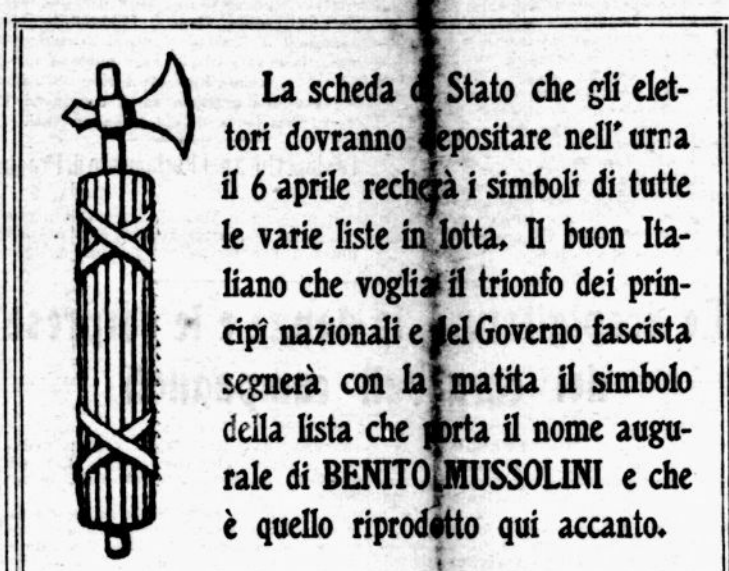 La scheda di Stato che gli elet-
tori dovranno depositare nell' urna
il 6 aprile recherà i simboli di tutte
le varie liste in lotta. Il buon Ita-
liano che voglia il trionfo dei prin-
cipî nazionali e del Governo fascista
segnerà con la matita il simbolo
della lista che porta il nome augu-
rale di BENITO MUSSOLINI e che
è quello riprodotto qui accanto.